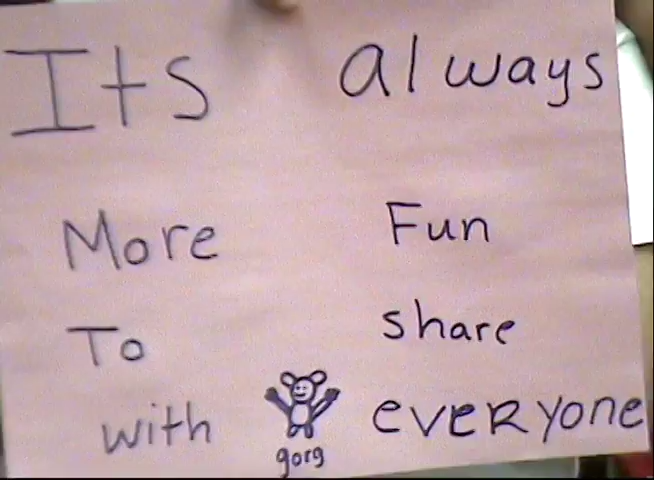 Its always
More Fun
To share
with everyone
gorg